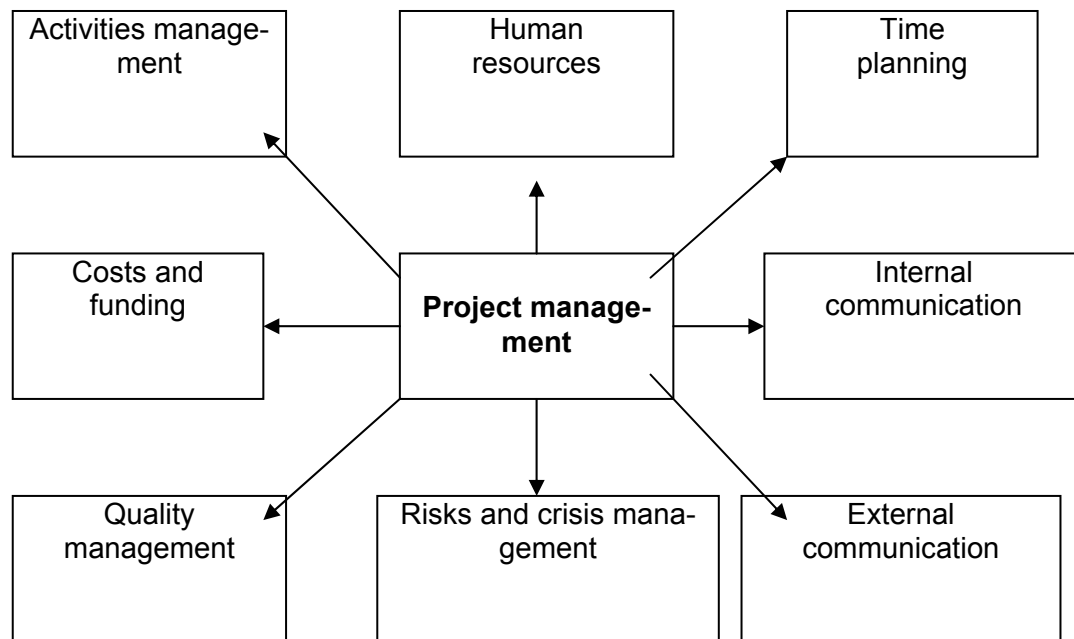 Activities manage-
ment
Human
resources
Time
planning
Costs and
funding
Project manage-
ment
Internal
communication
Quality
management
Risks and crisis mana-
gement
External
communication